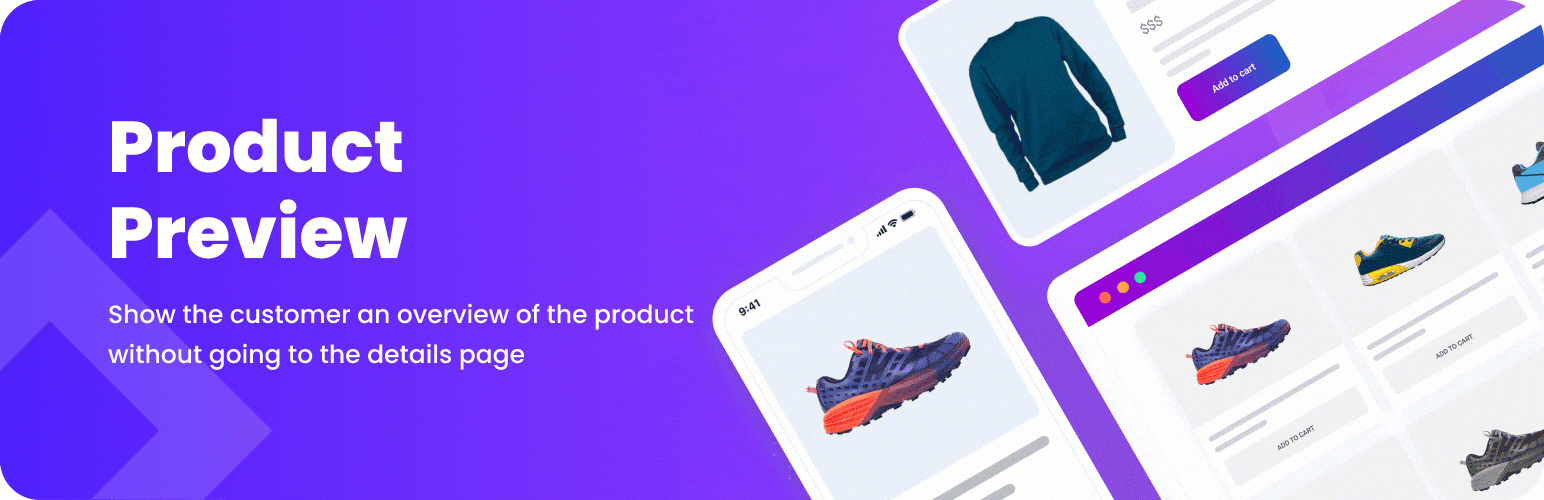 Product
Preview
Show the customer an overview of the product
without going to the details page
$$$
Add to cart
9:41
ADD TO CART
ADD TO CART